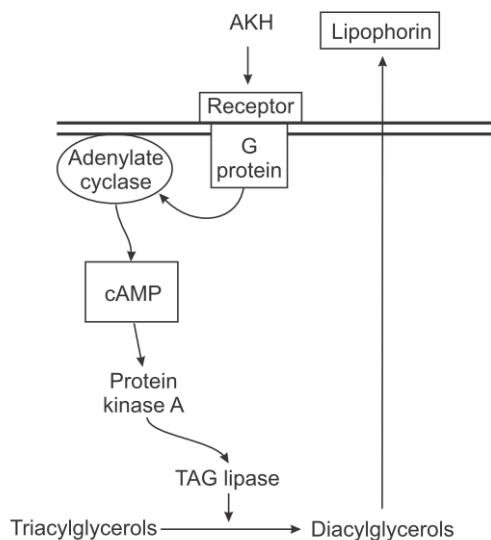 AKH
Lipophorin
Receptor
G
protein
Adenylate
cyclase
cAMP
Protein
kinase A
TAG lipase
Triacylglycerols
Diacylglycerols